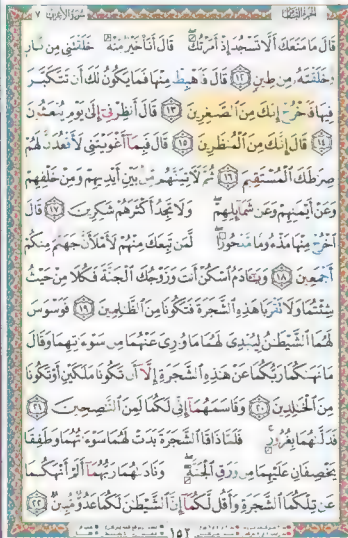 الجزء الثامن سورة الأعراف ٧
قَالَ مَا مَنَعَكَ أَلَّا تَسْجُدَ إِذْ أَمَرْتُكَ ۖ قَالَ أَنَا۠ خَيْرٌ مِّنْهُ خَلَقْتَنِى مِن نَّارٍ
وَخَلَقْتَهُۥ مِن طِينٍ ﴿١٢﴾ قَالَ فَٱهْبِطْ مِنْهَا فَمَا يَكُونُ لَكَ أَن تَتَكَبَّرَ
فِيهَا فَٱخْرُجْ إِنَّكَ مِنَ ٱلصَّـٰغِرِينَ ﴿١٣﴾ قَالَ أَنظِرْنِىٓ إِلَىٰ يَوْمِ يُبْعَثُونَ
﴿١٤﴾ قَالَ إِنَّكَ مِنَ ٱلْمُنظَرِينَ ﴿١٥﴾ قَالَ فَبِمَآ أَغْوَيْتَنِى لَأَقْعُدَنَّ لَهُمْ
صِرَٰطَكَ ٱلْمُسْتَقِيمَ ﴿١٦﴾ ثُمَّ لَـَٔاتِيَنَّهُم مِّنۢ بَيْنِ أَيْدِيهِمْ وَمِنْ خَلْفِهِمْ
وَعَنْ أَيْمَـٰنِهِمْ وَعَن شَمَآئِلِهِمْ ۖ وَلَا تَجِدُ أَكْثَرَهُمْ شَـٰكِرِينَ ﴿١٧﴾ قَالَ
ٱخْرُجْ مِنْهَا مَذْءُومًا مَّدْحُورًا ۖ لَّمَن تَبِعَكَ مِنْهُمْ لَأَمْلَأَنَّ جَهَنَّمَ مِنكُمْ
أَجْمَعِينَ ﴿١٨﴾ وَيَـٰٓـَٔادَمُ ٱسْكُنْ أَنتَ وَزَوْجُكَ ٱلْجَنَّةَ فَكُلَا مِنْ حَيْثُ
شِئْتُمَا وَلَا تَقْرَبَا هَـٰذِهِ ٱلشَّجَرَةَ فَتَكُونَا مِنَ ٱلظَّـٰلِمِينَ ﴿١٩﴾ فَوَسْوَسَ
لَهُمَا ٱلشَّيْطَـٰنُ لِيُبْدِىَ لَهُمَا مَا وُۥرِىَ عَنْهُمَا مِن سَوْءَٰتِهِمَا وَقَالَ
مَا نَهَىٰكُمَا رَبُّكُمَا عَنْ هَـٰذِهِ ٱلشَّجَرَةِ إِلَّآ أَن تَكُونَا مَلَكَيْنِ أَوْ تَكُونَا
مِنَ ٱلْخَـٰلِدِينَ ﴿٢٠﴾ وَقَاسَمَهُمَآ إِنِّى لَكُمَا لَمِنَ ٱلنَّـٰصِحِينَ ﴿٢١﴾
فَدَلَّىٰهُمَا بِغُرُورٍ ۚ فَلَمَّا ذَاقَا ٱلشَّجَرَةَ بَدَتْ لَهُمَا سَوْءَٰتُهُمَا وَطَفِقَا
يَخْصِفَانِ عَلَيْهِمَا مِن وَرَقِ ٱلْجَنَّةِ ۖ وَنَادَىٰهُمَا رَبُّهُمَآ أَلَمْ أَنْهَكُمَا
عَن تِلْكُمَا ٱلشَّجَرَةِ وَأَقُل لَّكُمَآ إِنَّ ٱلشَّيْطَـٰنَ لَكُمَا عَدُوٌّ مُّبِينٌ ﴿٢٢﴾
١٥٢